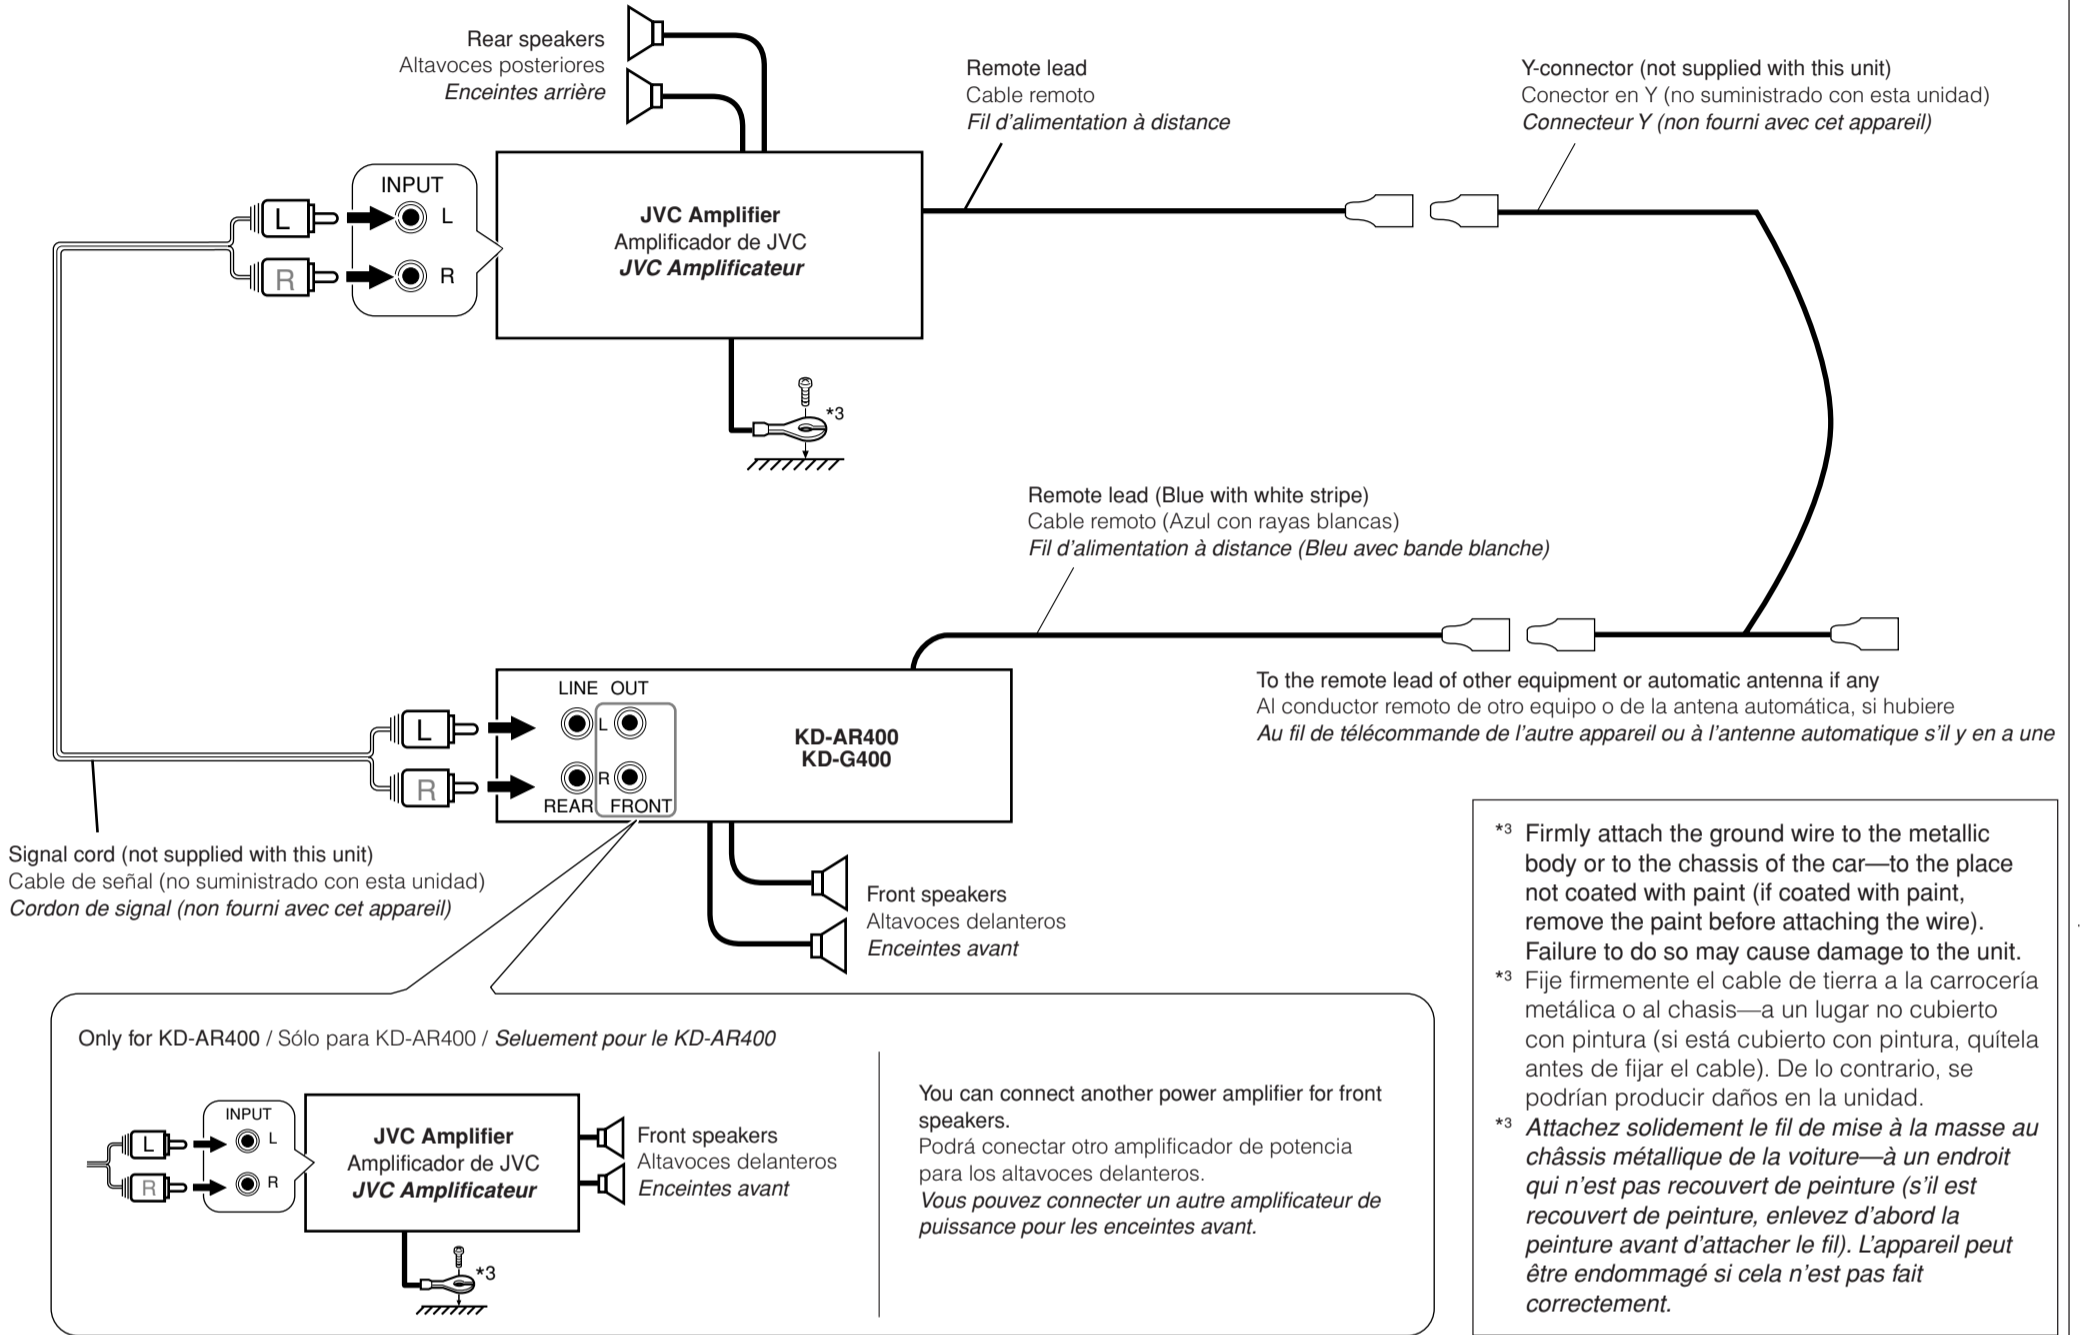 Rear speakers
Altavoces posteriores
Enceintes arrière
Remote lead
Cable remoto
Fil d'alimentation à distance
Y-connector (not supplied with this unit)
Conector en Y (no suministrado con esta unidad)
Connecteur Y (non fourni avec cet appareil)
INPUT
L
L
R
R
JVC Amplifier
Amplificador de JVC
JVC Amplificateur
*3
Remote lead (Blue with white stripe)
Cable remoto (Azul con rayas blancas)
Fil d'alimentation à distance (Bleu avec bande blanche)
LINE OUT
L
L
R
R
REAR FRONT
KD-AR400
KD-G400
To the remote lead of other equipment or automatic antenna if any
Al conductor remoto de otro equipo o de la antena automática, si hubiere
Au fil de télécommande de l'autre appareil ou à l'antenne automatique s'il y en a une
Signal cord (not supplied with this unit)
Cable de señal (no suministrado con esta unidad)
Cordon de signal (non fourni avec cet appareil)
Front speakers
Altavoces delanteros
Enceintes avant
Only for KD-AR400 / Sólo para KD-AR400 / Seluement pour le KD-AR400
INPUT
L
L
R
R
JVC Amplifier
Amplificador de JVC
JVC Amplificateur
Front speakers
Altavoces delanteros
Enceintes avant
*3
You can connect another power amplifier for front
speakers.
Podrá conectar otro amplificador de potencia
para los altavoces delanteros.
Vous pouvez connecter un autre amplificateur de
puissance pour les enceintes avant.
*3 Firmly attach the ground wire to the metallic
body or to the chassis of the car—to the place
not coated with paint (if coated with paint,
remove the paint before attaching the wire).
Failure to do so may cause damage to the unit.
*3 Fije firmemente el cable de tierra a la carrocería
metálica o al chasis—a un lugar no cubierto
con pintura (si está cubierto con pintura, quítela
antes de fijar el cable). De lo contrario, se
podrían producir daños en la unidad.
*3 Attachez solidement le fil de mise à la masse au
châssis métallique de la voiture—à un endroit
qui n'est pas recouvert de peinture (s'il est
recouvert de peinture, enlevez d'abord la
peinture avant d'attacher le fil). L'appareil peut
être endommagé si cela n'est pas fait
correctement.